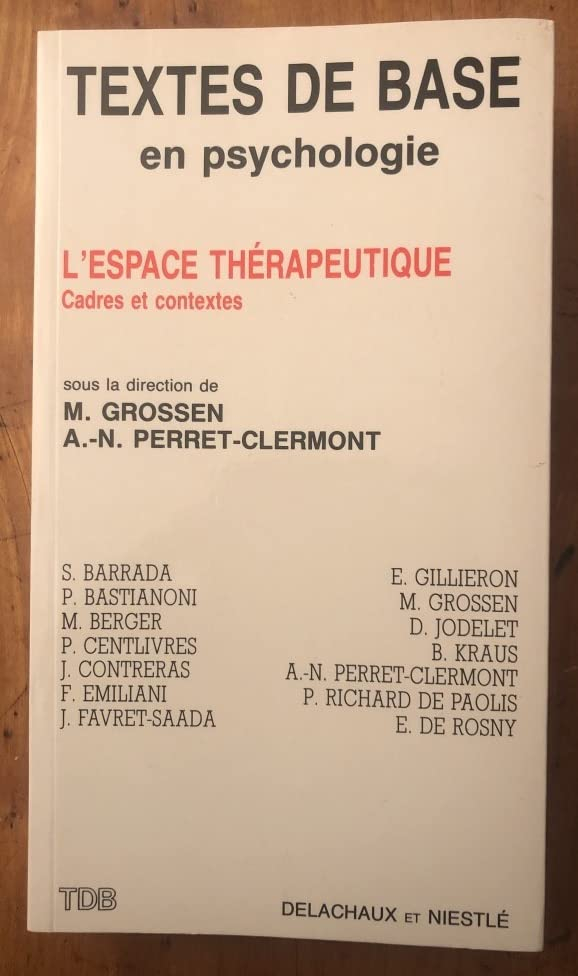 TEXTES DE BASE
en psychologie
L'ESPACE THÉRAPEUTIQUE
Cadres et contextes
sous la direction de
M. GROSSEN
A.-N. PERRET-CLERMONT
S. BARRADA
P. BASTIANONI
M. BERGER
P. CENTLIVRES
J. CONTRERAS
F. EMILIANI
J. FAVRET-SAADA
E. GILLIERON
M. GROSSEN
D. JODELET
B. KRAUS
A.-N. PERRET-CLERMONT
P. RICHARD DE PAOLIS
E. DE ROSNY
TDB
DELACHAUX ET NIESTLÉ